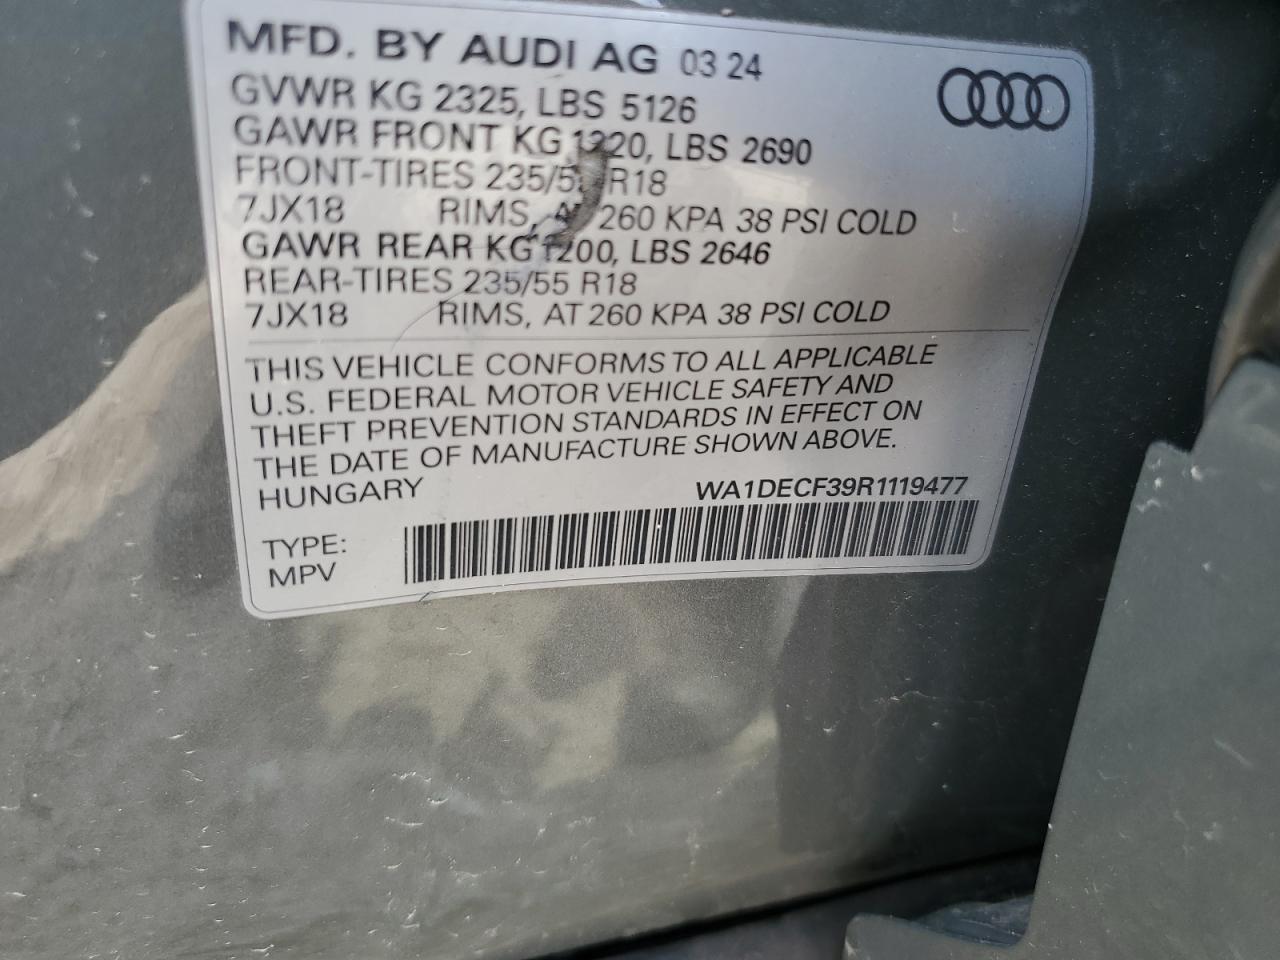 MFD. BY AUDI AG 03 24
GVWR KG 2325, LBS 5126
GAWR FRONT KG LBS 2690
FRONT-TIRES R18
7JX18 RIMS, AT 260 KPA 38 PSI COLD
GAWR REAR KG 1200, LBS 2646
REAR-TIRES 235/55 R18
7JX18 RIMS, AT 260 KPA 38 PSI COLD
THIS VEHICLE CONFORMS TO ALL APPLICABLE
U.S. FEDERAL MOTOR VEHICLE SAFETY AND
THEFT PREVENTION STANDARDS IN EFFECT ON
THE DATE OF MANUFACTURE SHOWN ABOVE.
HUNGARY WA1DECF39R1119477
TYPE:
MPV